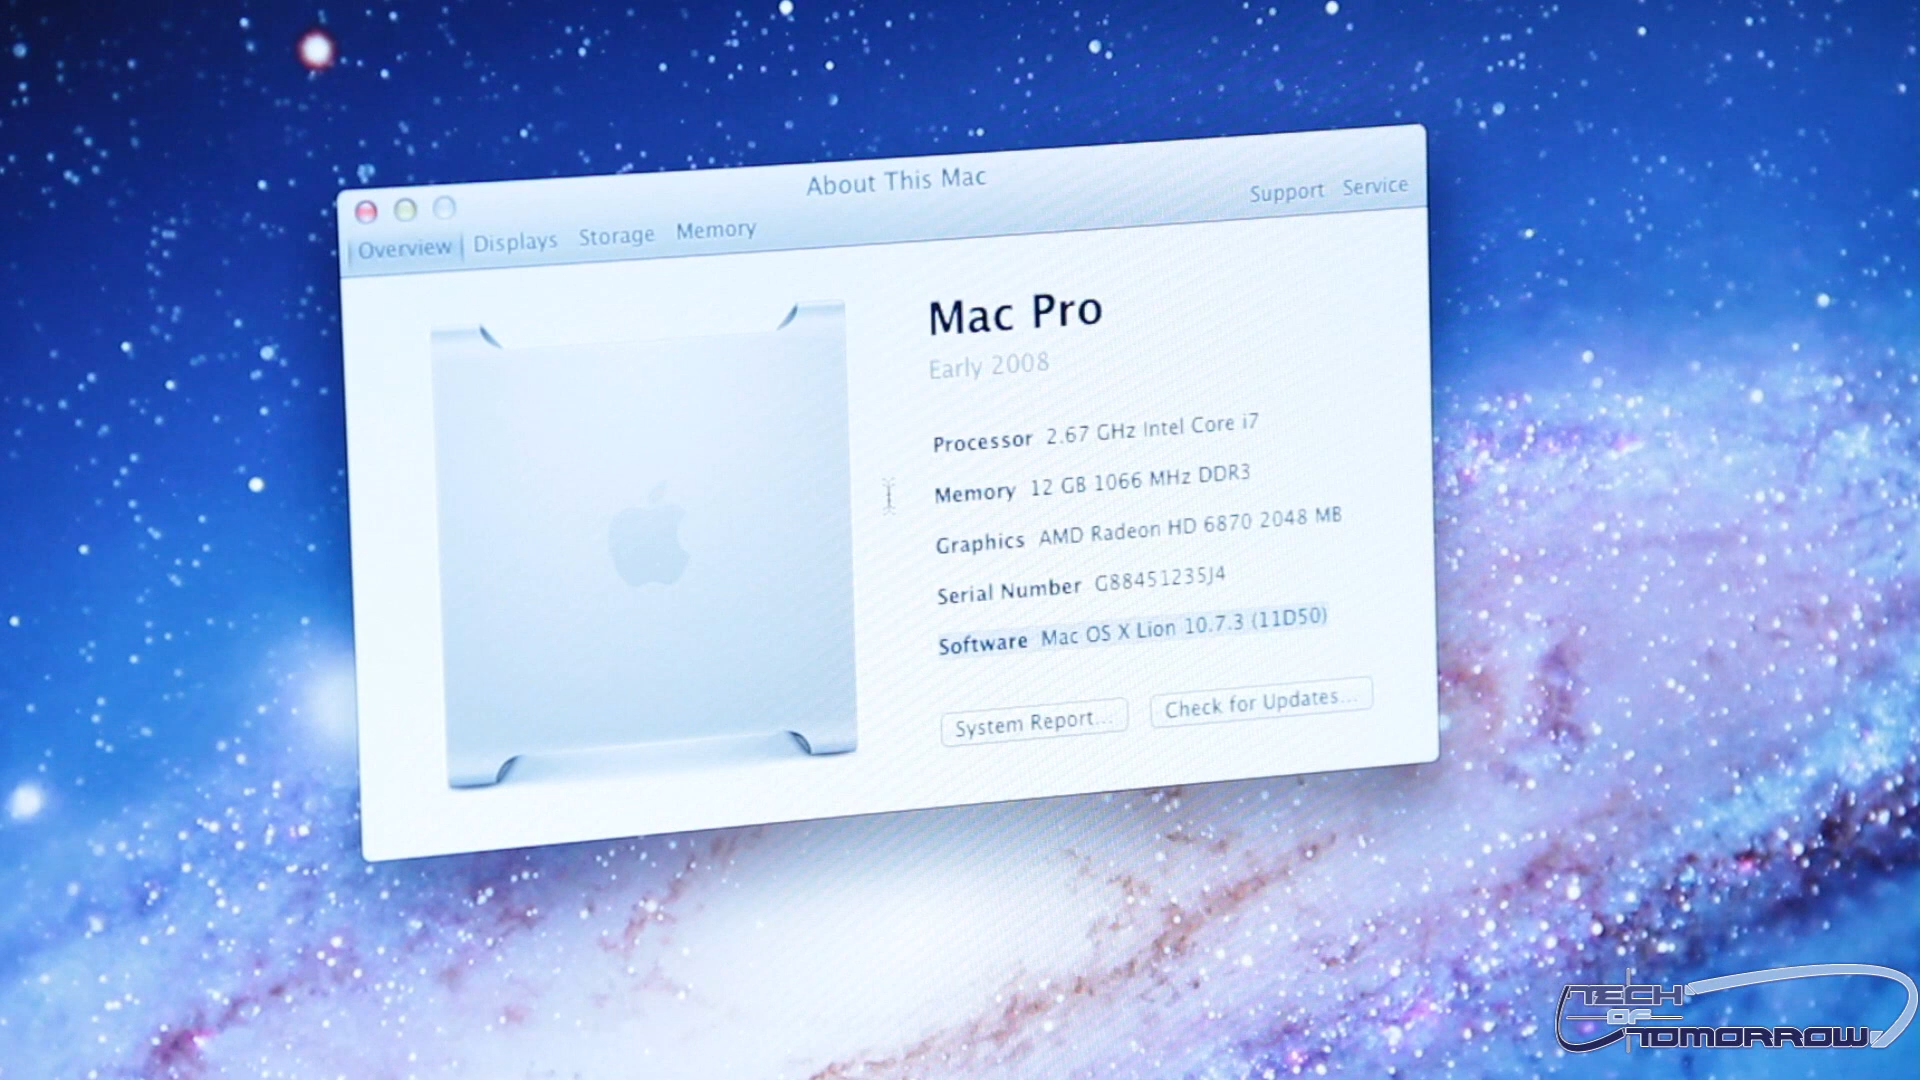 About This Mac
Support Service
Overview Displays Storage Memory
Mac Pro
Early 2008
Processor 2.67 GHz Intel Core i7
Memory 12 GB 1066 MHz DDR3
Graphics AMD Radeon HD 6870 2048 MB
Serial Number G88451235J4
Software Mac OS X Lion 10.7.3 (11D50)
System Report... Check for Updates...
TECH
OF
TOMORROW